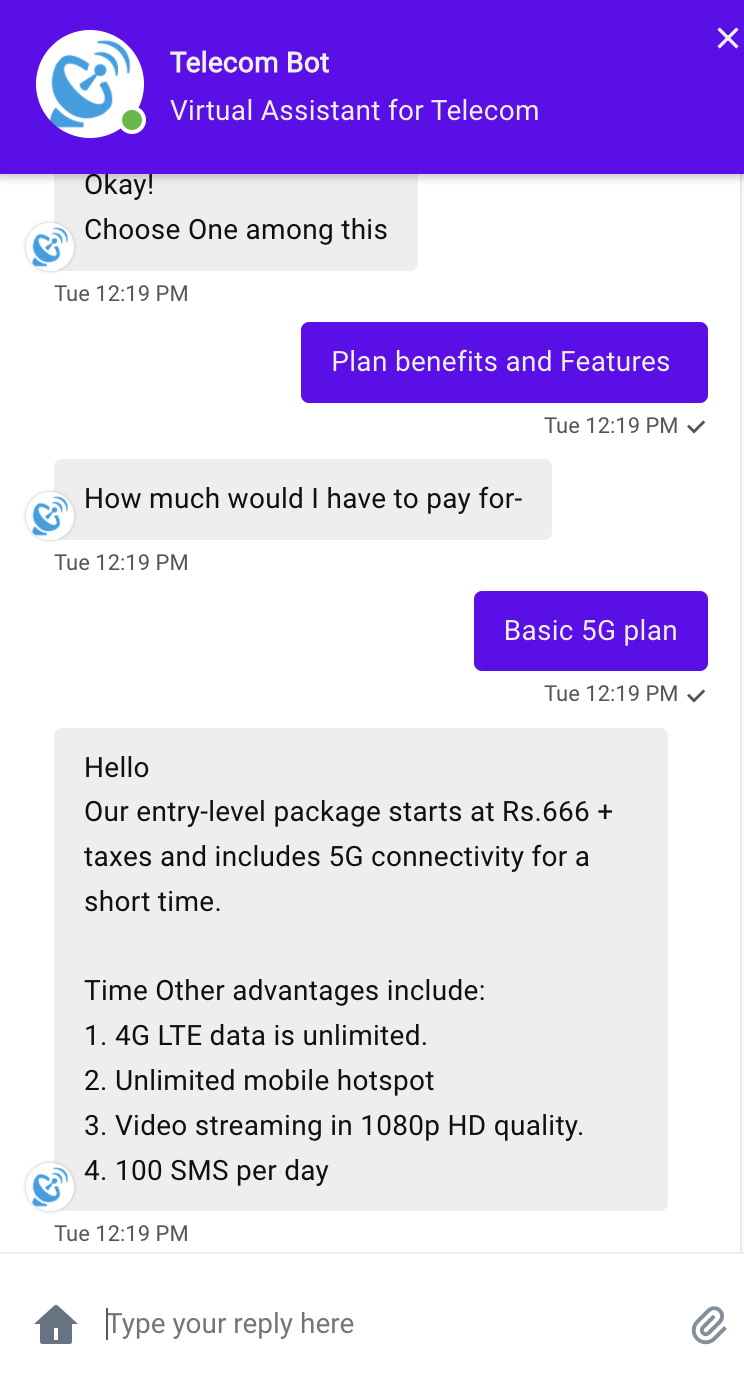 Telecom Bot
Virtual Assistant for Telecom
Okay!
Choose One among this
Tue 12:19 PM
Plan benefits and Features
Tue 12:19 PM
How much would I have to pay for-
Tue 12:19 PM
Basic 5G plan
Tue 12:19 PM
Hello
Our entry-level package starts at Rs.666 +
taxes and includes 5G connectivity for a
short time.
Time Other advantages include:
1. 4G LTE data is unlimited.
2. Unlimited mobile hotspot
3. Video streaming in 1080p HD quality.
4. 100 SMS per day
Tue 12:19 PM
Type your reply here